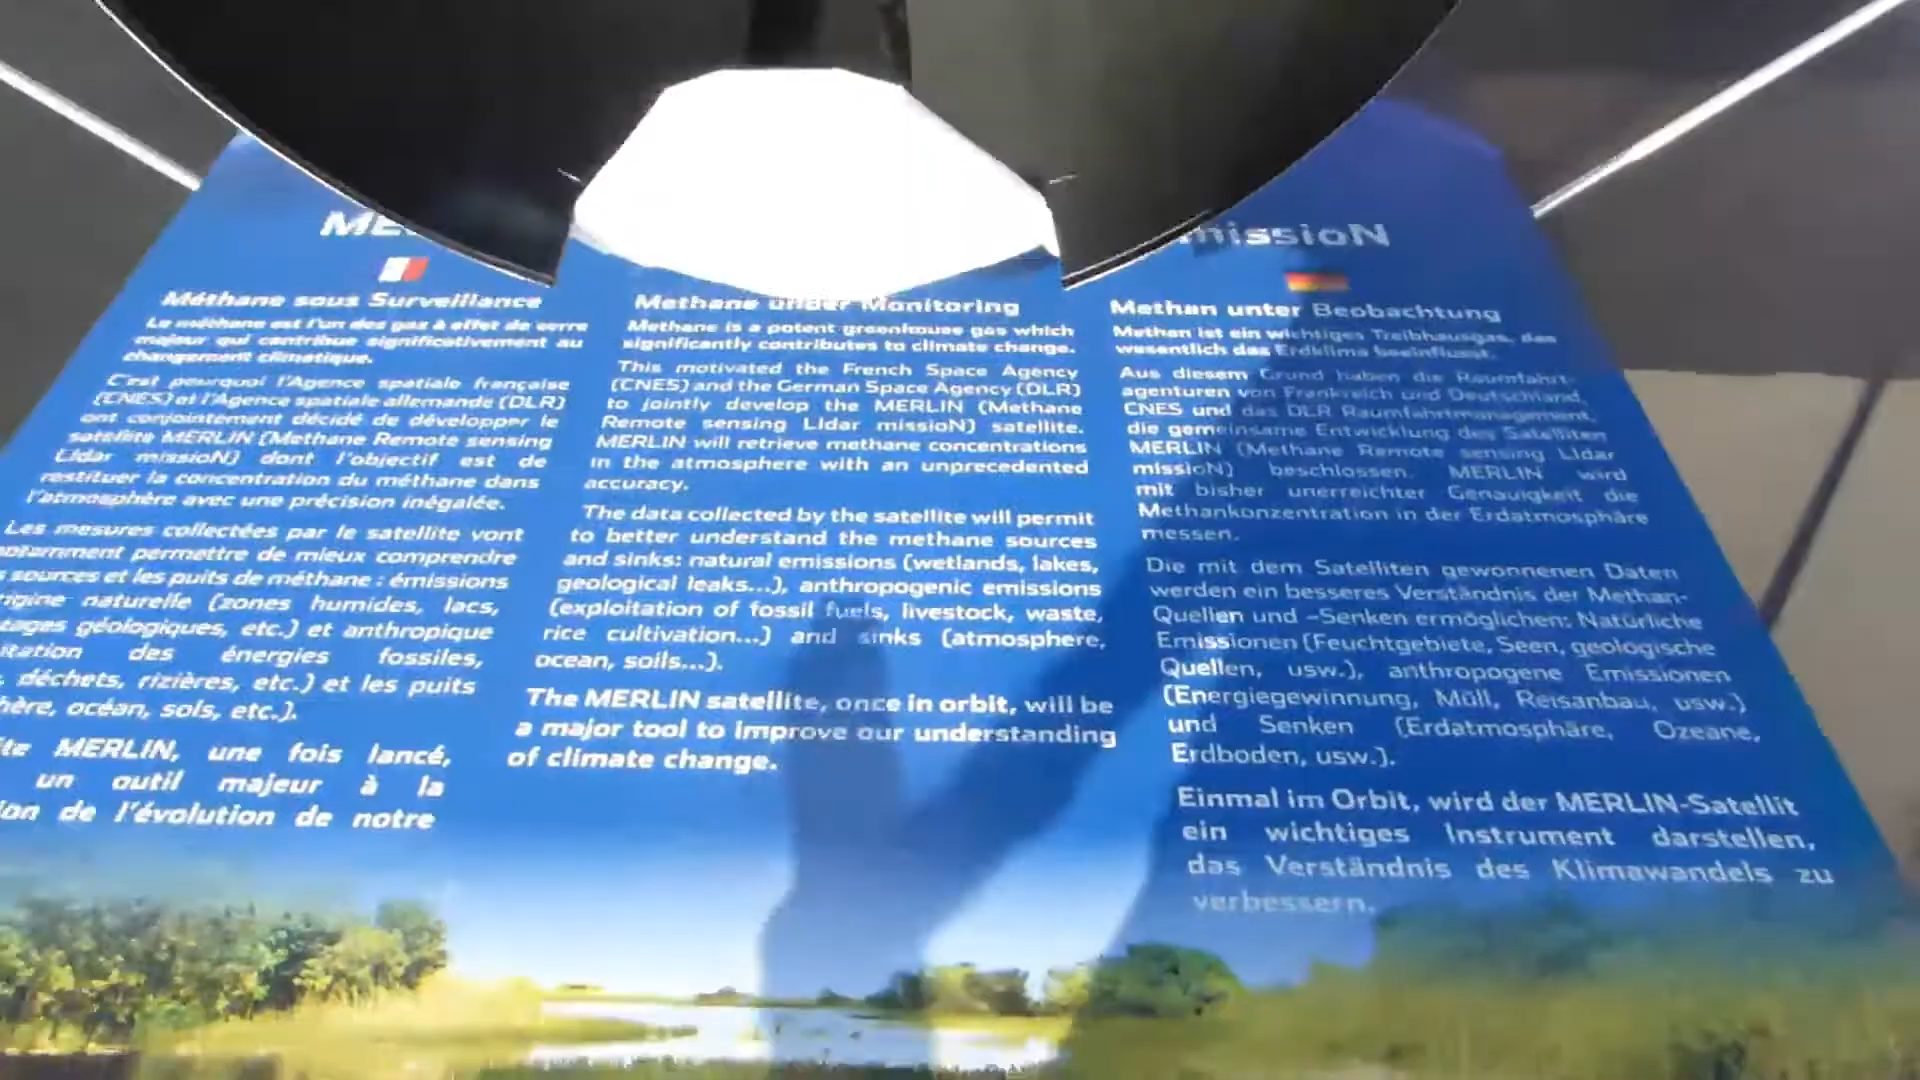 missioN
Méthane sous Surveillance
Le méthane est l'un des gaz à effet de serre
majeur qui contribue significativement au
changement climatique.
C'est pourquoi l'Agence spatiale française
(CNES) et l'Agence spatiale allemande (DLR)
ont conjointement décidé de développer le
satellite MERLIN (Methane Remote sensing
LIdar missioN) dont l'objectif est de
restituer la concentration du méthane dans
l'atmosphère avec une précision inégalée.
Les mesures collectées par le satellite vont
notamment permettre de mieux comprendre
sources et les puits de méthane : émissions
naturelle (zones humides, lacs,
géologiques, etc.) et anthropique
des énergies fossiles,
déchets, rizières, etc.) et les puits
océan, sols, etc.).
MERLIN, une fois lancé,
un outil majeur à la
de l'évolution de notre
Methane under Monitoring
Methane is a potent greenhouse gas which
significantly contributes to climate change.
This motivated the French Space Agency
(CNES) and the German Space Agency (DLR)
to jointly develop the MERLIN (Methane
Remote sensing LIdar missioN) satellite.
MERLIN will retrieve methane concentrations
in the atmosphere with an unprecedented
accuracy.
The data collected by the satellite will permit
to better understand the methane sources
and sinks: natural emissions (wetlands, lakes,
geological leaks...), anthropogenic emissions
(exploitation of fossil fuels, livestock, waste,
rice cultivation...) and sinks (atmosphere,
ocean, soils...).
The MERLIN satellite, once in orbit, will be
a major tool to improve our understanding
of climate change.
Methan unter Beobachtung
Methan ist ein wichtiges Treibhausgas, das
wesentlich das Erdklima beeinflusst.
Aus diesem Grund haben die Raumfahrt-
agenturen von Frankreich und Deutschland,
CNES und das DLR Raumfahrtmanagement,
die gemeinsame Entwicklung des Satelliten
MERLIN (Methane Remote sensing LIdar
missioN) beschlossen. MERLIN wird
mit bisher unerreichter Genauigkeit die
Methankonzentration in der Erdatmosphäre
messen.
Die mit dem Satelliten gewonnenen Daten
werden ein besseres Verständnis der Methan-
Quellen und -Senken ermöglichen: Natürliche
Emissionen (Feuchtgebiete, Seen, geologische
Quellen, usw.), anthropogene Emissionen
(Energiegewinnung, Müll, Reisanbau, usw.)
und Senken (Erdatmosphäre, Ozeane,
Erdboden, usw.).
Einmal im Orbit, wird der MERLIN-Satellit
ein wichtiges Instrument darstellen,
das Verständnis des Klimawandels zu
verbessern.